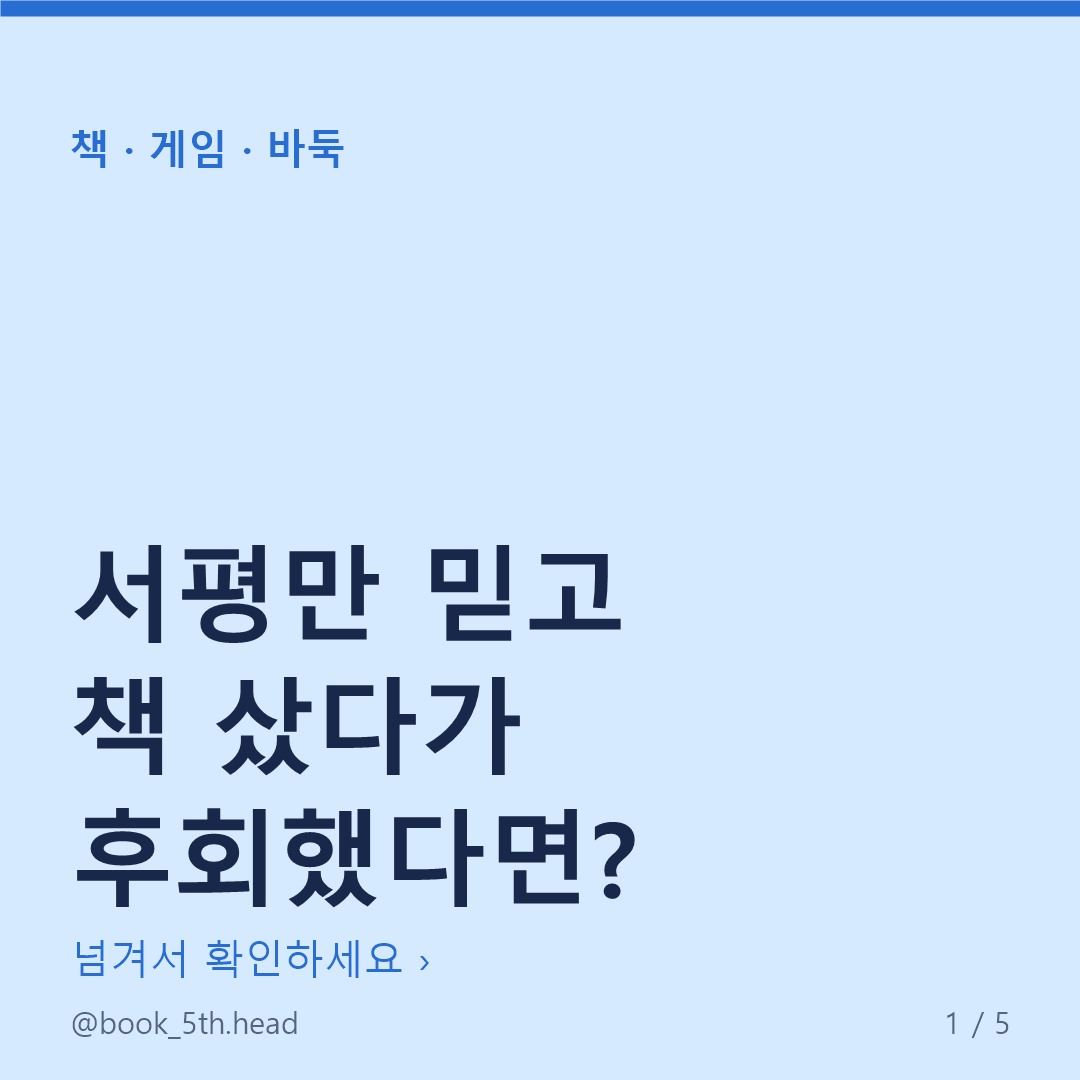 책 · 게임 · 바둑
서평만 믿고
책 샀다가
후회했다면?
넘겨서 확인하세요 ›
@book_5th.head
1 / 5